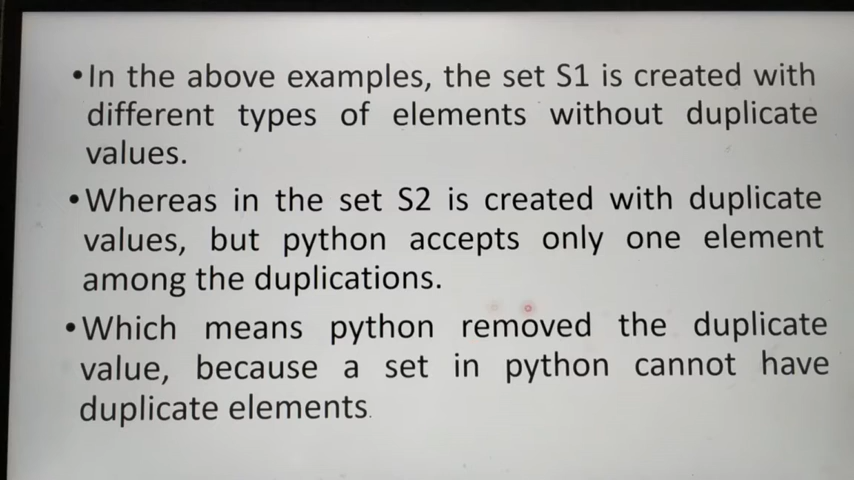 •In the above examples, the set S1 is created with
different types of elements without duplicate
values.
•Whereas in the set S2 is created with duplicate
values, but python accepts only one element
among the duplications.
•Which means python removed the duplicate
value, because a set in python cannot have
duplicate elements.